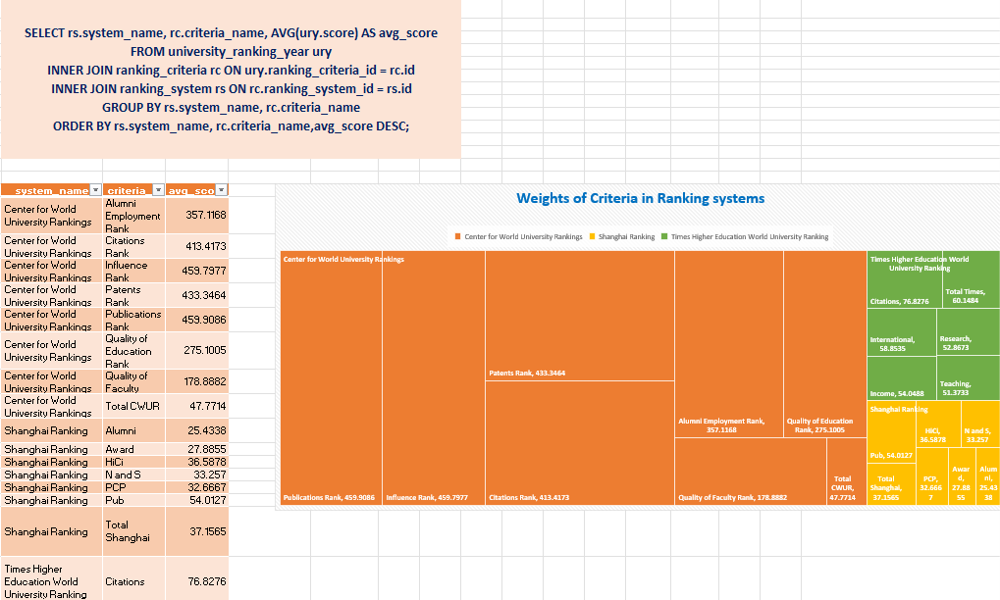 SELECT rs.system_name, rc.criteria_name, AVG(ury.score) AS avg_score
FROM university_ranking_year ury
INNER JOIN ranking_criteria rc ON ury.ranking_criteria_id = rc.id
INNER JOIN ranking_system rs ON rc.ranking_system_id = rs.id
GROUP BY rs.system_name, rc.criteria_name
ORDER BY rs.system_name, rc.criteria_name,avg_score DESC;
system_name criteria_ avg_sco
Center for World
University Rankings
Alumni
Employment
Rank
357.1168
Center for World
University Rankings
Citations
Rank
413.4173
Center for World
University Rankings
Influence
Rank
459.7977
Center for World
University Rankings
Patents
Rank
433.3464
Center for World
University Rankings
Publications
Rank
459.9086
Center for World
University Rankings
Quality of
Education
Rank
275.1005
Center for World
University Rankings
Quality of
Faculty
178.8882
Center for World
University Rankings
Total CWUR
47.7714
Shanghai Ranking Alumni 25.4338
Shanghai Ranking Award 27.8855
Shanghai Ranking HiCi 36.5878
Shanghai Ranking N and S 33.257
Shanghai Ranking PCP 32.6667
Shanghai Ranking Pub 54.0127
Shanghai Ranking
Total
Shanghai
37.1565
Times Higher
Education World
University Ranking
Citations
76.8276
Weights of Criteria in Ranking systems
Center for World University Rankings Shanghai Ranking Times Higher Education World University Ranking
Center for World University Rankings
Publications Rank, 459.9086
Influence Rank, 459.7977
Patents Rank, 433.3464
Citations Rank, 413.4173
Alumni Employment Rank,
357.1168
Quality of Education
Rank, 275.1005
Quality of Faculty Rank, 178.8882
Total
CWUR,
47.7714
Times Higher Education World
University Ranking
Citations, 76.8276
Total Times,
60.1484
International,
58.8535
Research,
52.8673
Income, 54.0488
Teaching,
51.3733
Shanghai Ranking
Pub, 54.0127
HiCi,
36.5878
N and S,
33.257
Total
Shanghai,
37.1565
PCP,
32.666
7
Awar
d,
27.88
55
Alum
ni,
25.43
38